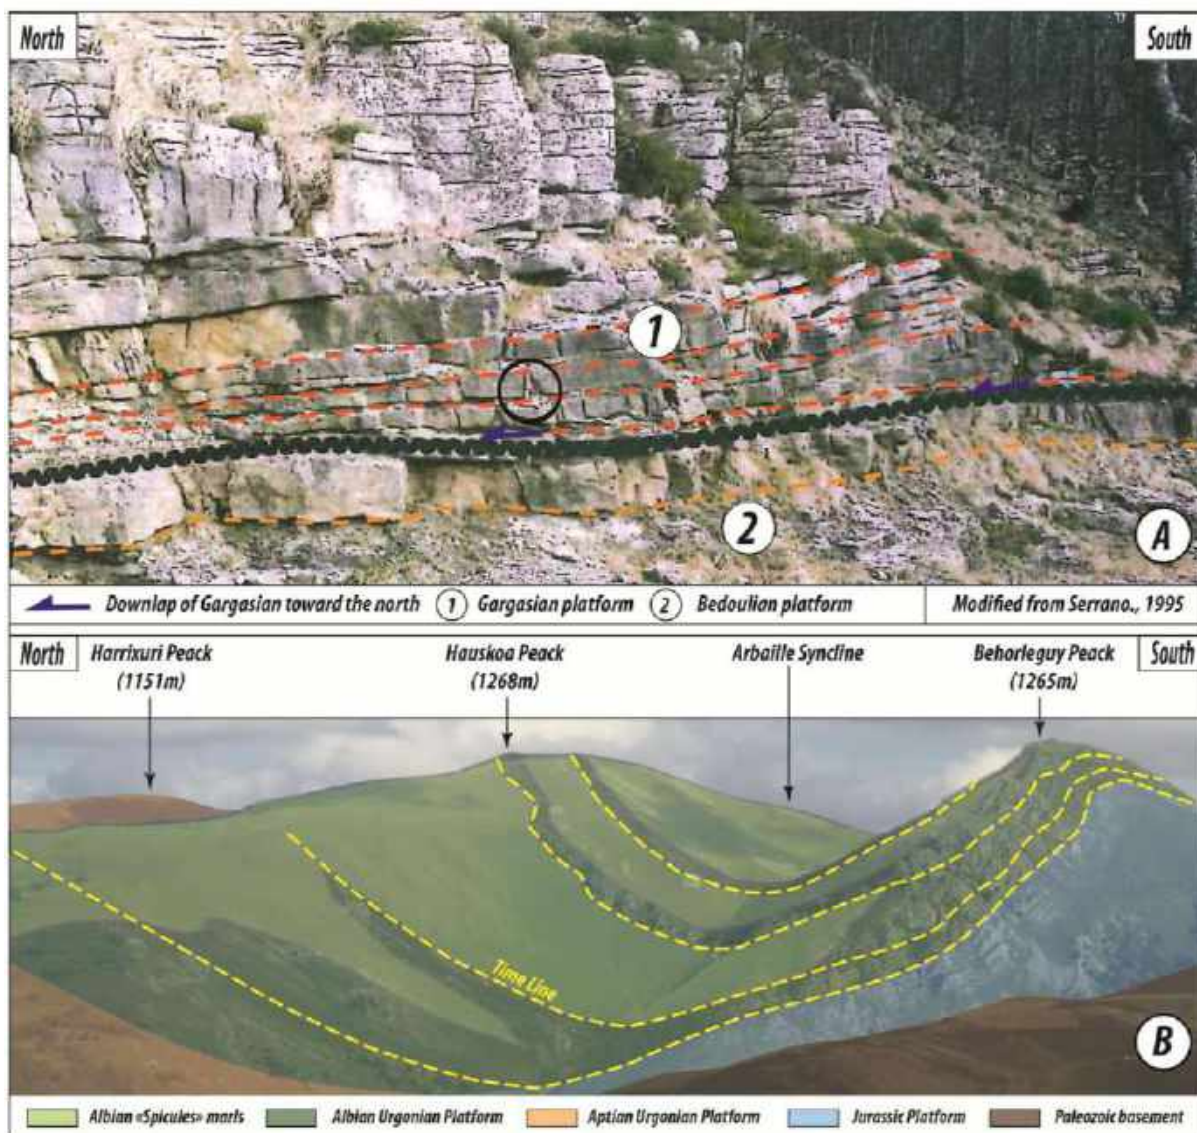 North
South
1
2
A
Downlap of Gargasian toward the north 1 Gargasian platform 2 Bedoulian platform Modified from Serrano., 1995
North Harrixuri Peack Hauskoa Peack Arbaille Syncline Behorleguy Peack South
(1151m) (1268m) (1265m)
Time Line
B
Albian «Spicules» marls Albian Urgonian Platform Aptian Urgonian Platform Jurassic Platform Paleozoic basement